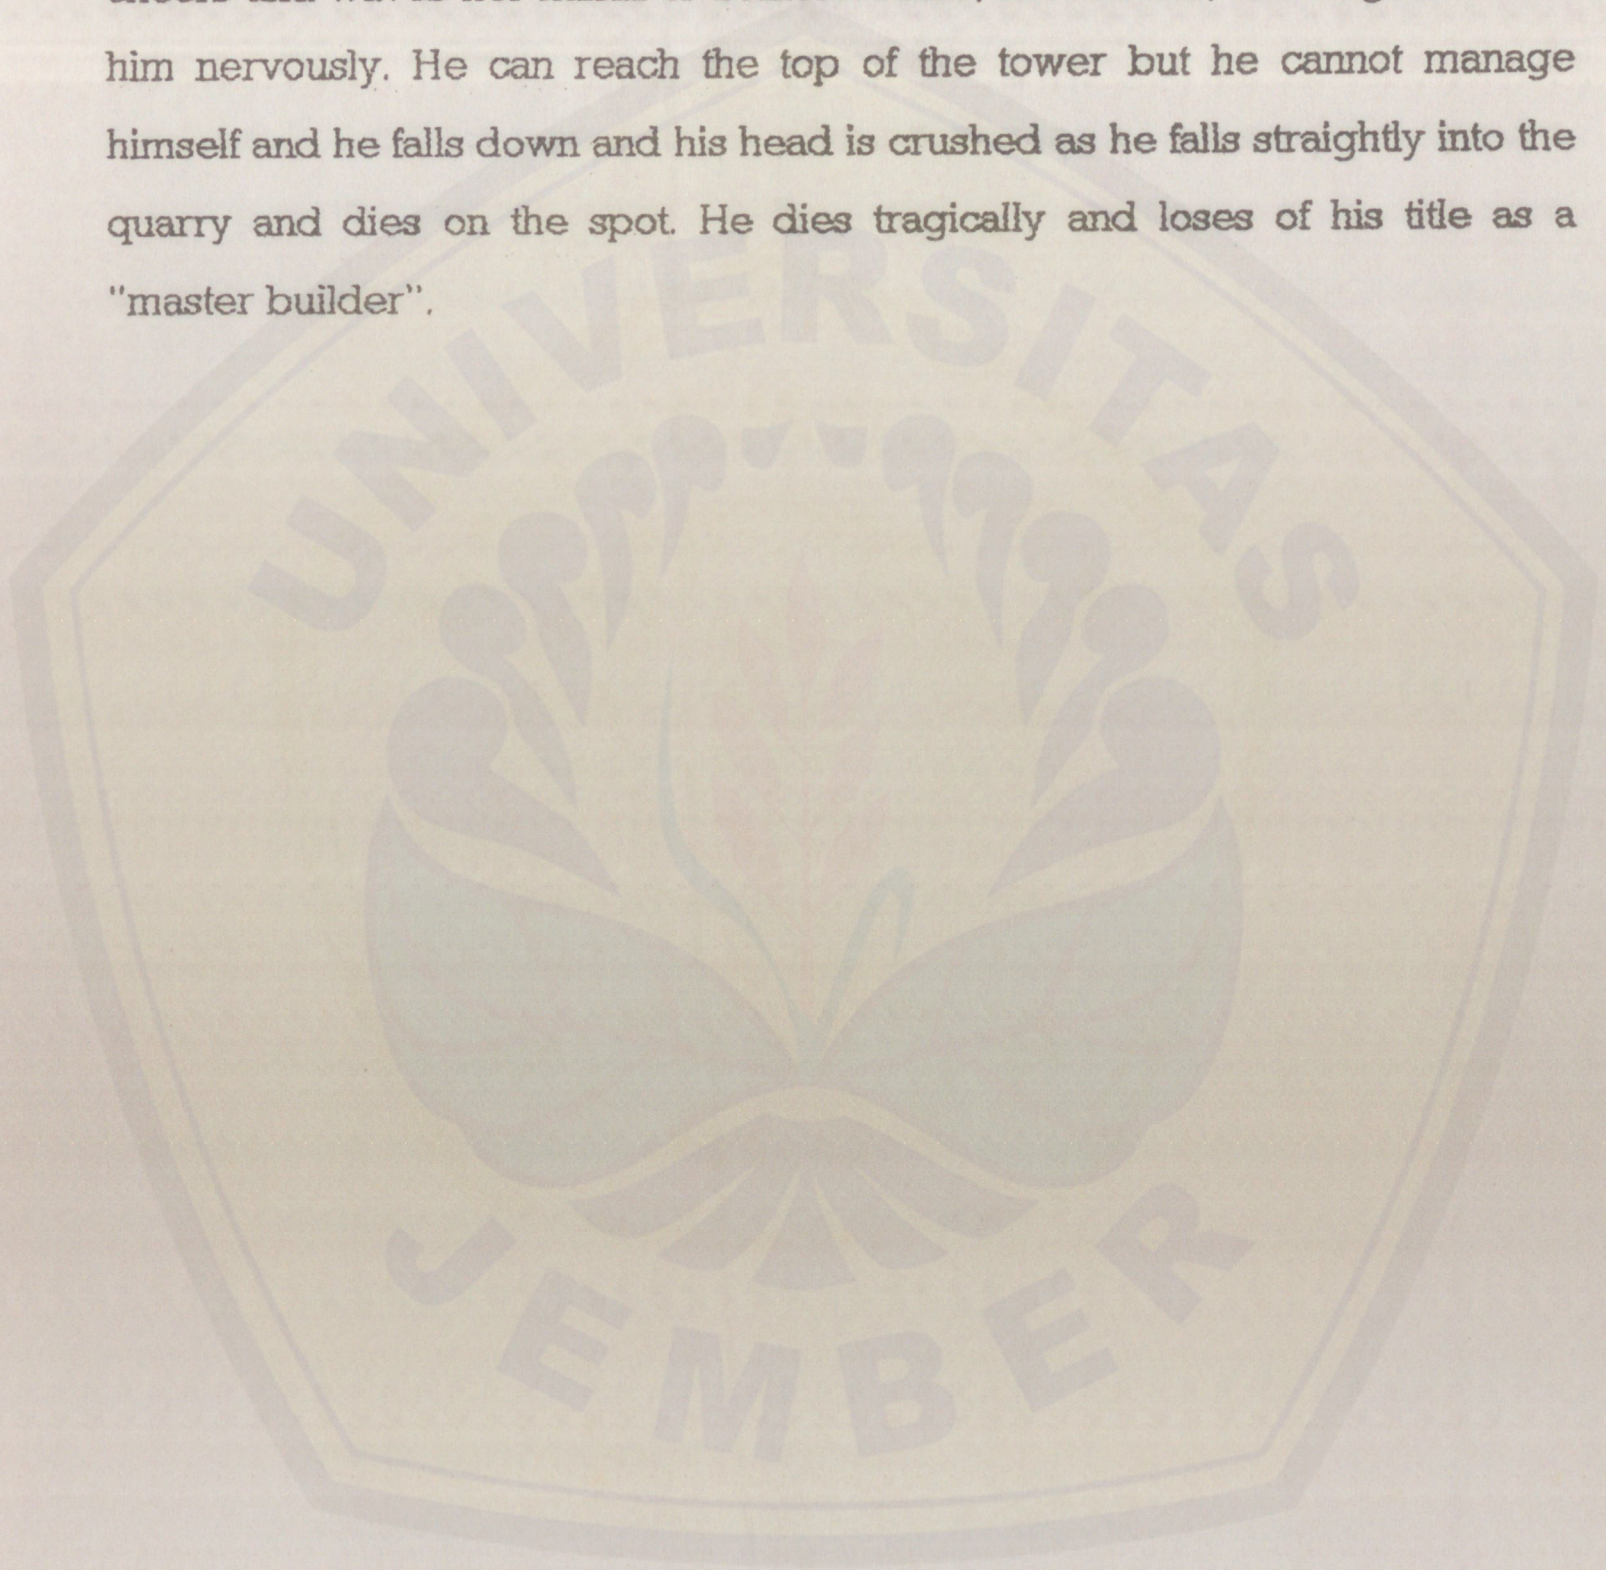 him nervously. He can reach the top of the tower but he cannot manage
himself and he falls down and his head is crushed as he falls straightly into the
quarry and dies on the spot. He dies tragically and loses of his title as a
"master builder".
UNIVERSITAS
JEMBER